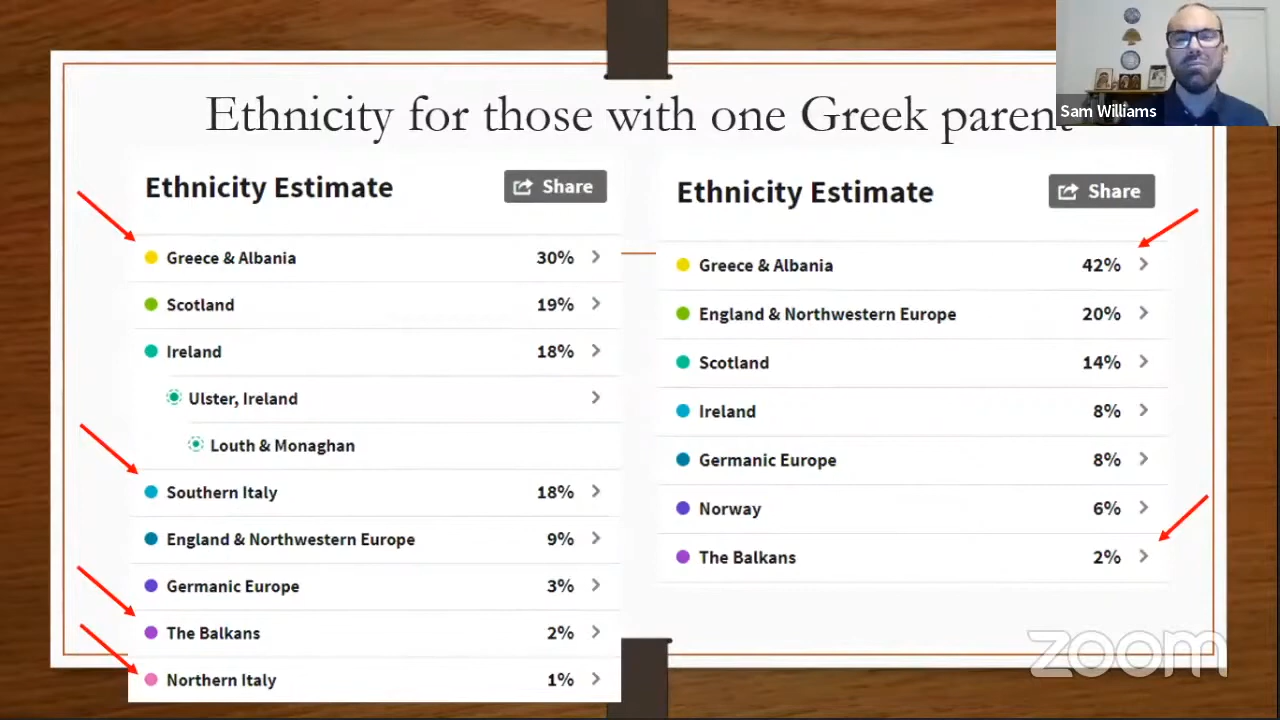 Ethnicity for those with one Greek parent
Sam Williams
Ethnicity Estimate
Share
Greece & Albania 30%
Scotland 19%
Ireland 18%
Ulster, Ireland
Louth & Monaghan
Southern Italy 18%
England & Northwestern Europe 9%
Germanic Europe 3%
The Balkans 2%
Northern Italy 1%
Ethnicity Estimate
Share
Greece & Albania 42%
England & Northwestern Europe 20%
Scotland 14%
Ireland 8%
Germanic Europe 8%
Norway 6%
The Balkans 2%
zoom